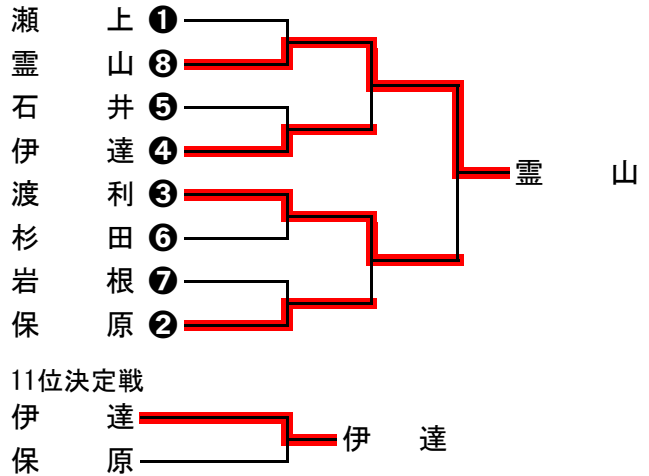 瀬 上 ❶
霊 山 ❽
石 井 ❺
伊 達 ❹
渡 利 ❸
霊 山
杉 田 ❻
岩 根 ❼
保 原 ❷
11位決定戦
伊 達
伊 達
保 原